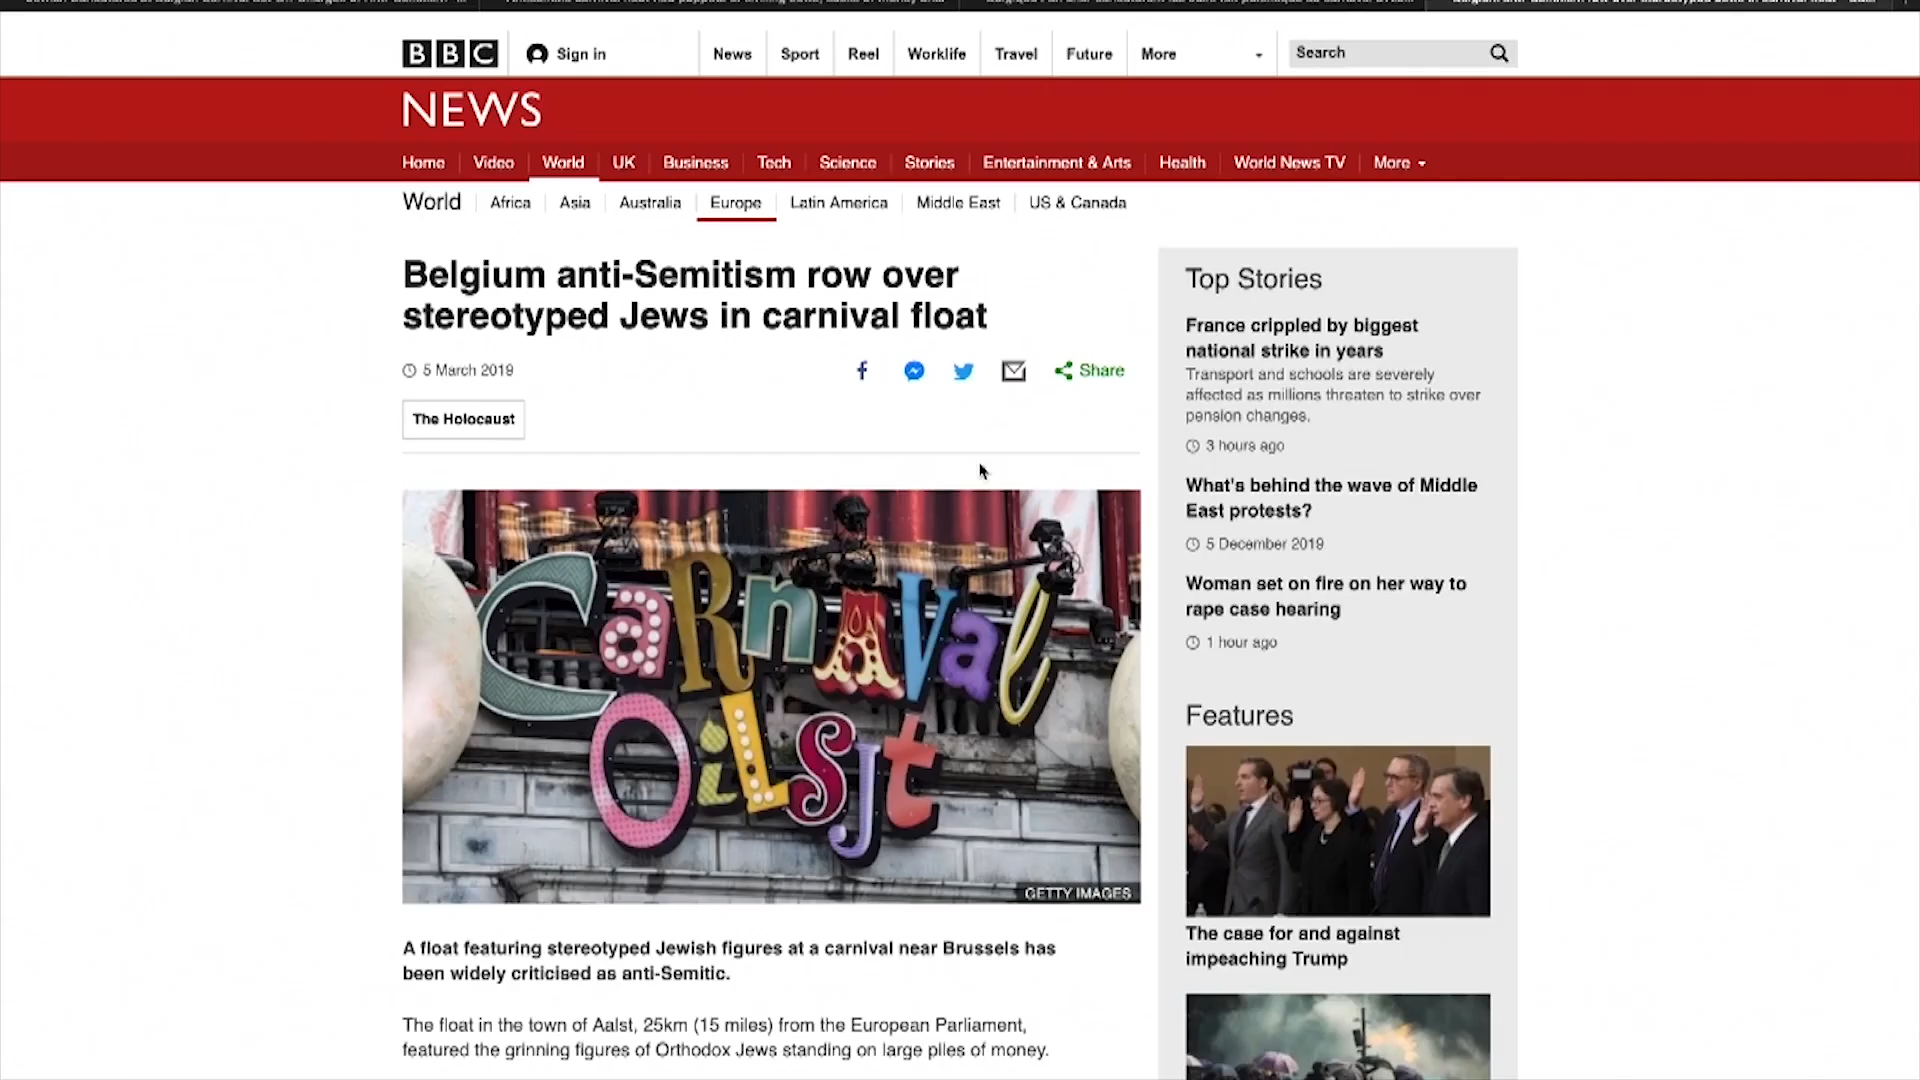 BBC
Sign in
News
Sport
Reel
Worklife
Travel
Future
More
Search
NEWS
Home
Video
World
UK
Business
Tech
Science
Stories
Entertainment & Arts
Health
World News TV
More
World
Africa
Asia
Australia
Europe
Latin America
Middle East
US & Canada
Belgium anti-Semitism row over
stereotyped Jews in carnival float
5 March 2019
Share
The Holocaust
CaRnAVal
OiLSjt
GETTY IMAGES
A float featuring stereotyped Jewish figures at a carnival near Brussels has
been widely criticised as anti-Semitic.
The float in the town of Aalst, 25km (15 miles) from the European Parliament,
featured the grinning figures of Orthodox Jews standing on large piles of money.
Top Stories
France crippled by biggest
national strike in years
Transport and schools are severely
affected as millions threaten to strike over
pension changes.
3 hours ago
What's behind the wave of Middle
East protests?
5 December 2019
Woman set on fire on her way to
rape case hearing
1 hour ago
Features
The case for and against
impeaching Trump